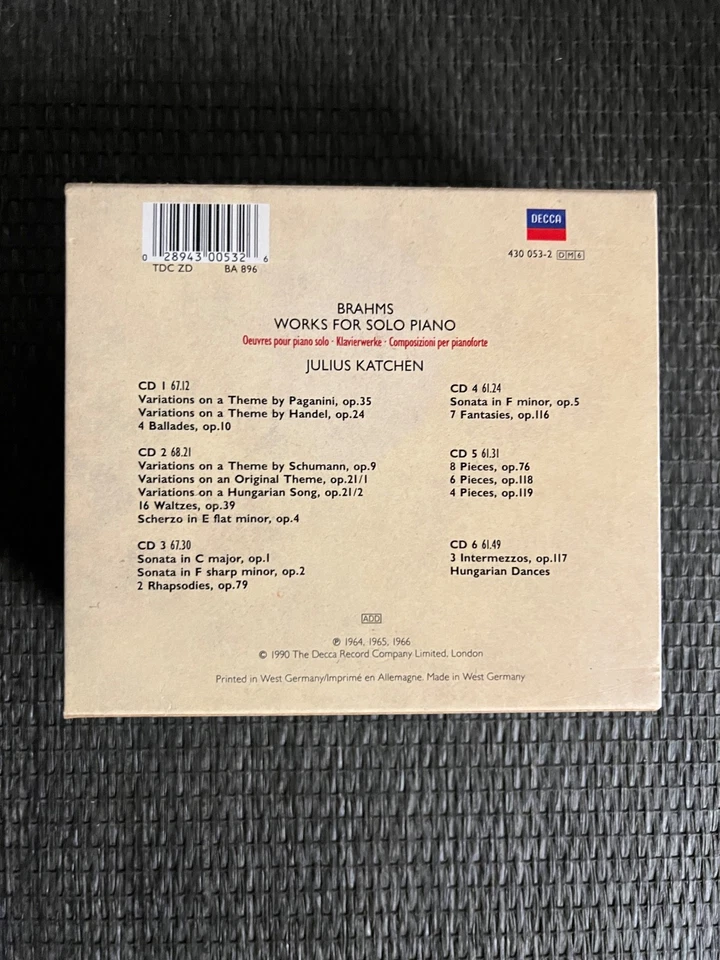 0 28943 00532 6
TDC ZD BA 896
DECCA
430 053-2 DM6
BRAHMS
WORKS FOR SOLO PIANO
Oeuvres pour piano solo · Klavierwerke · Composizioni per pianoforte
JULIUS KATCHEN
CD 1 67.12
Variations on a Theme by Paganini, op.35
Variations on a Theme by Handel, op.24
4 Ballades, op.10
CD 2 68.21
Variations on a Theme by Schumann, op.9
Variations on an Original Theme, op.21/1
Variations on a Hungarian Song, op.21/2
16 Waltzes, op.39
Scherzo in E flat minor, op.4
CD 3 67.30
Sonata in C major, op.1
Sonata in F sharp minor, op.2
2 Rhapsodies, op.79
CD 4 61.24
Sonata in F minor, op.5
7 Fantasies, op.116
CD 5 61.31
8 Pieces, op.76
6 Pieces, op.118
4 Pieces, op.119
CD 6 61.49
3 Intermezzos, op.117
Hungarian Dances
ADD
℗ 1964, 1965, 1966
© 1990 The Decca Record Company Limited, London
Printed in West Germany/Imprimé en Allemagne. Made in West Germany